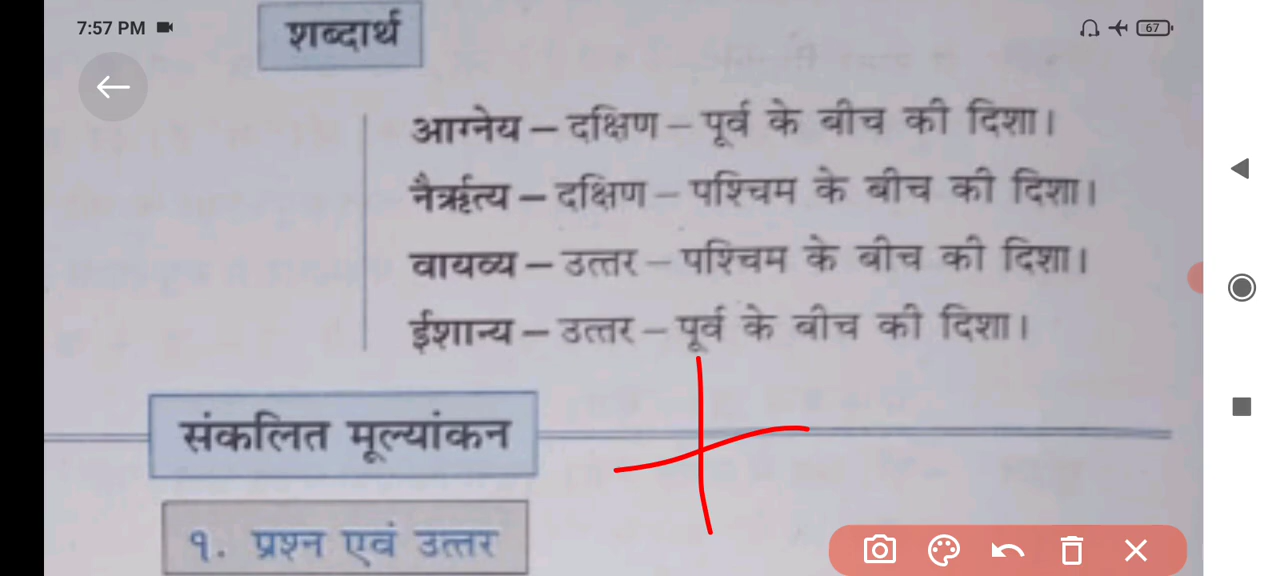 7:57 PM
67
शब्दार्थ
आग्नेय – दक्षिण – पूर्व के बीच की दिशा।
नैर्ऋत्य – दक्षिण – पश्चिम के बीच की दिशा।
वायव्य – उत्तर – पश्चिम के बीच की दिशा।
ईशान्य – उत्तर – पूर्व के बीच की दिशा।
संकलित मूल्यांकन
१. प्रश्न एवं उत्तर